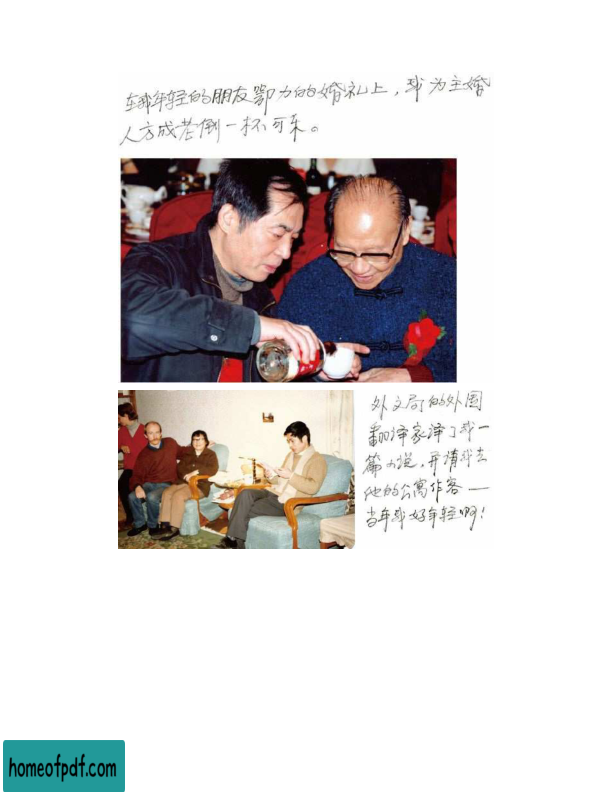 在我年轻的朋友鄂力的婚礼上，我为主婚
人方成老倒一杯可乐。
外文局的外国
翻译家译了我一
篇小说，并请我去
他的公寓作客——
当年我好年轻啊！
homeofpdf.com